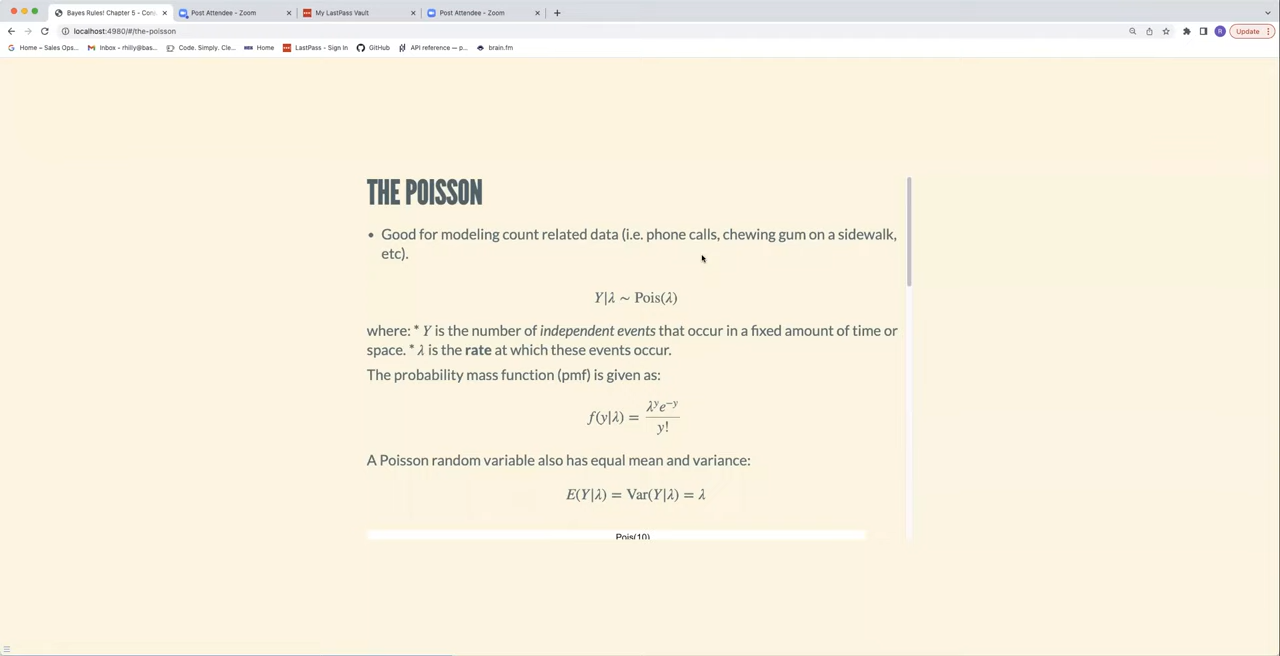 Bayes Rules! Chapter 5 - Con
Post Attendee - Zoom
My LastPass Vault
Post Attendee - Zoom
localhost:4980/#/the-poisson
R
Update
Home - Sales Ops...
Inbox - rhilly@bas...
Code. Simply. Cle...
Home
LastPass - Sign In
GitHub
API reference — p...
brain.fm
THE POISSON
• Good for modeling count related data (i.e. phone calls, chewing gum on a sidewalk,
etc).
Y|λ ~ Pois(λ)
where: * Y is the number of independent events that occur in a fixed amount of time or
space. * λ is the rate at which these events occur.
The probability mass function (pmf) is given as:
f(y|λ) = λ^y e^−y / y!
A Poisson random variable also has equal mean and variance:
E(Y|λ) = Var(Y|λ) = λ
Pois(10)